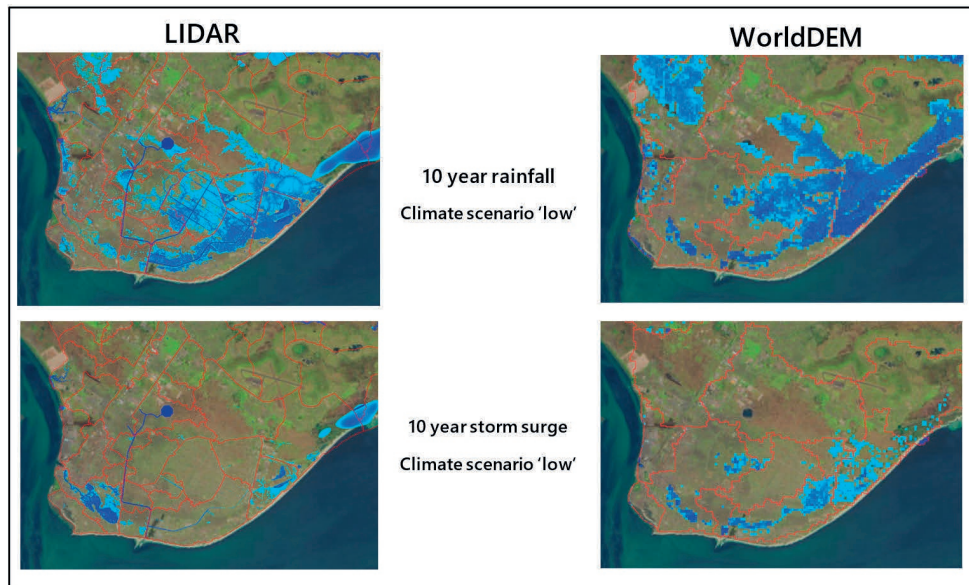 LIDAR
WorldDEM
10 year rainfall
Climate scenario ‘low’
10 year storm surge
Climate scenario ‘low’